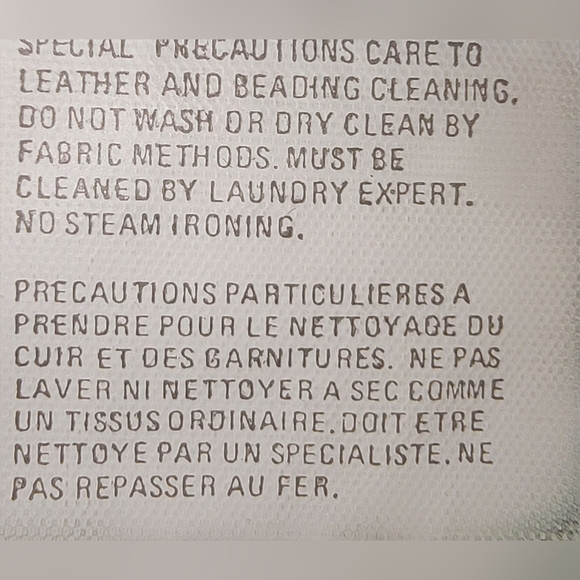 SPECIAL PRECAUTIONS CARE TO
LEATHER AND BEADING CLEANING.
DO NOT WASH OR DRY CLEAN BY
FABRIC METHODS. MUST BE
CLEANED BY LAUNDRY EXPERT.
NO STEAM IRONING.
PRECAUTIONS PARTICULIERES A
PRENDRE POUR LE NETTOYAGE DU
CUIR ET DES GARNITURES. NE PAS
LAVER NI NETTOYER A SEC COMME
UN TISSUS ORDINAIRE. DOIT ETRE
NETTOYE PAR UN SPECIALISTE. NE
PAS REPASSER AU FER.